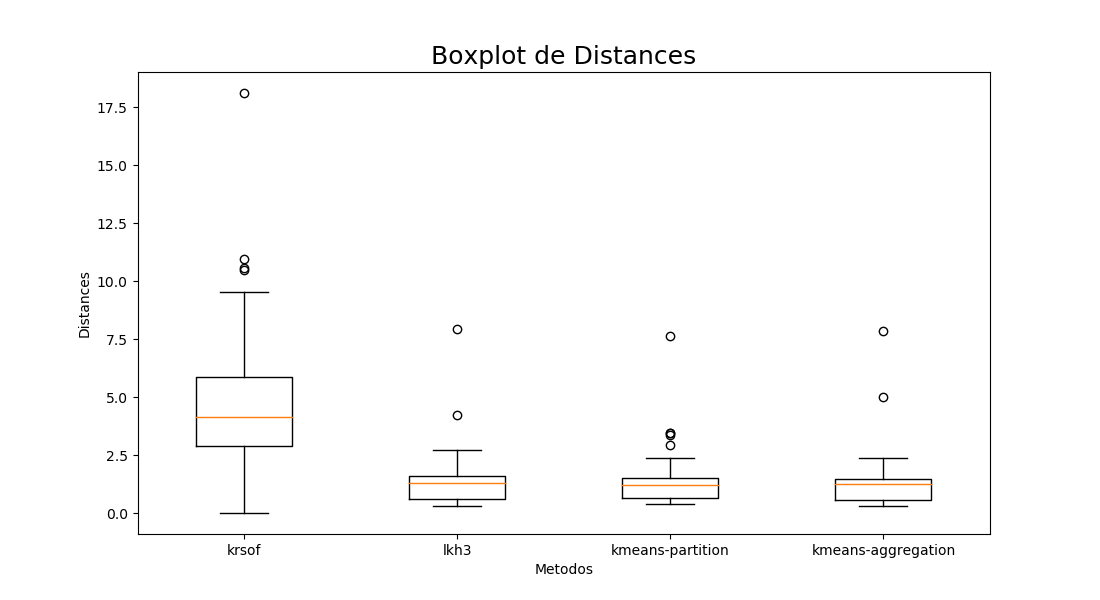 Boxplot de Distances
17.5
15.0
12.5
10.0
7.5
5.0
2.5
0.0
Distances
krsof lkh3 kmeans-partition kmeans-aggregation
Metodos